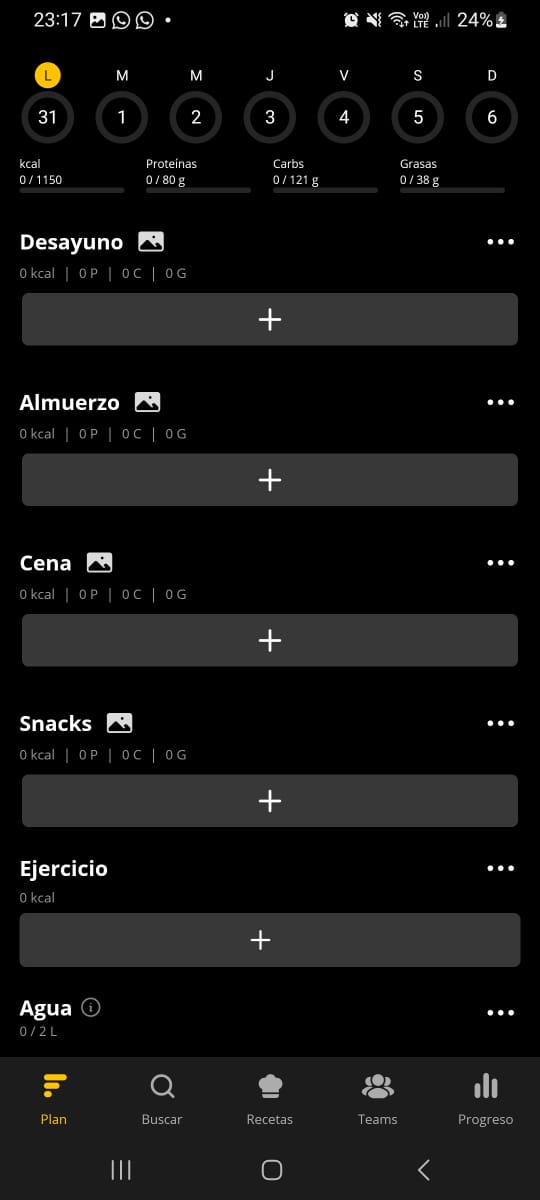 23:17 Vo) LTE 24%
L M M J V S D
31 1 2 3 4 5 6
kcal Proteínas Carbs Grasas
0 / 1150 0 / 80 g 0 / 121 g 0 / 38 g
Desayuno
0 kcal | 0 P | 0 C | 0 G
Almuerzo
0 kcal | 0 P | 0 C | 0 G
Cena
0 kcal | 0 P | 0 C | 0 G
Snacks
0 kcal | 0 P | 0 C | 0 G
Ejercicio
0 kcal
Agua
0 / 2 L
Plan Buscar Recetas Teams Progreso